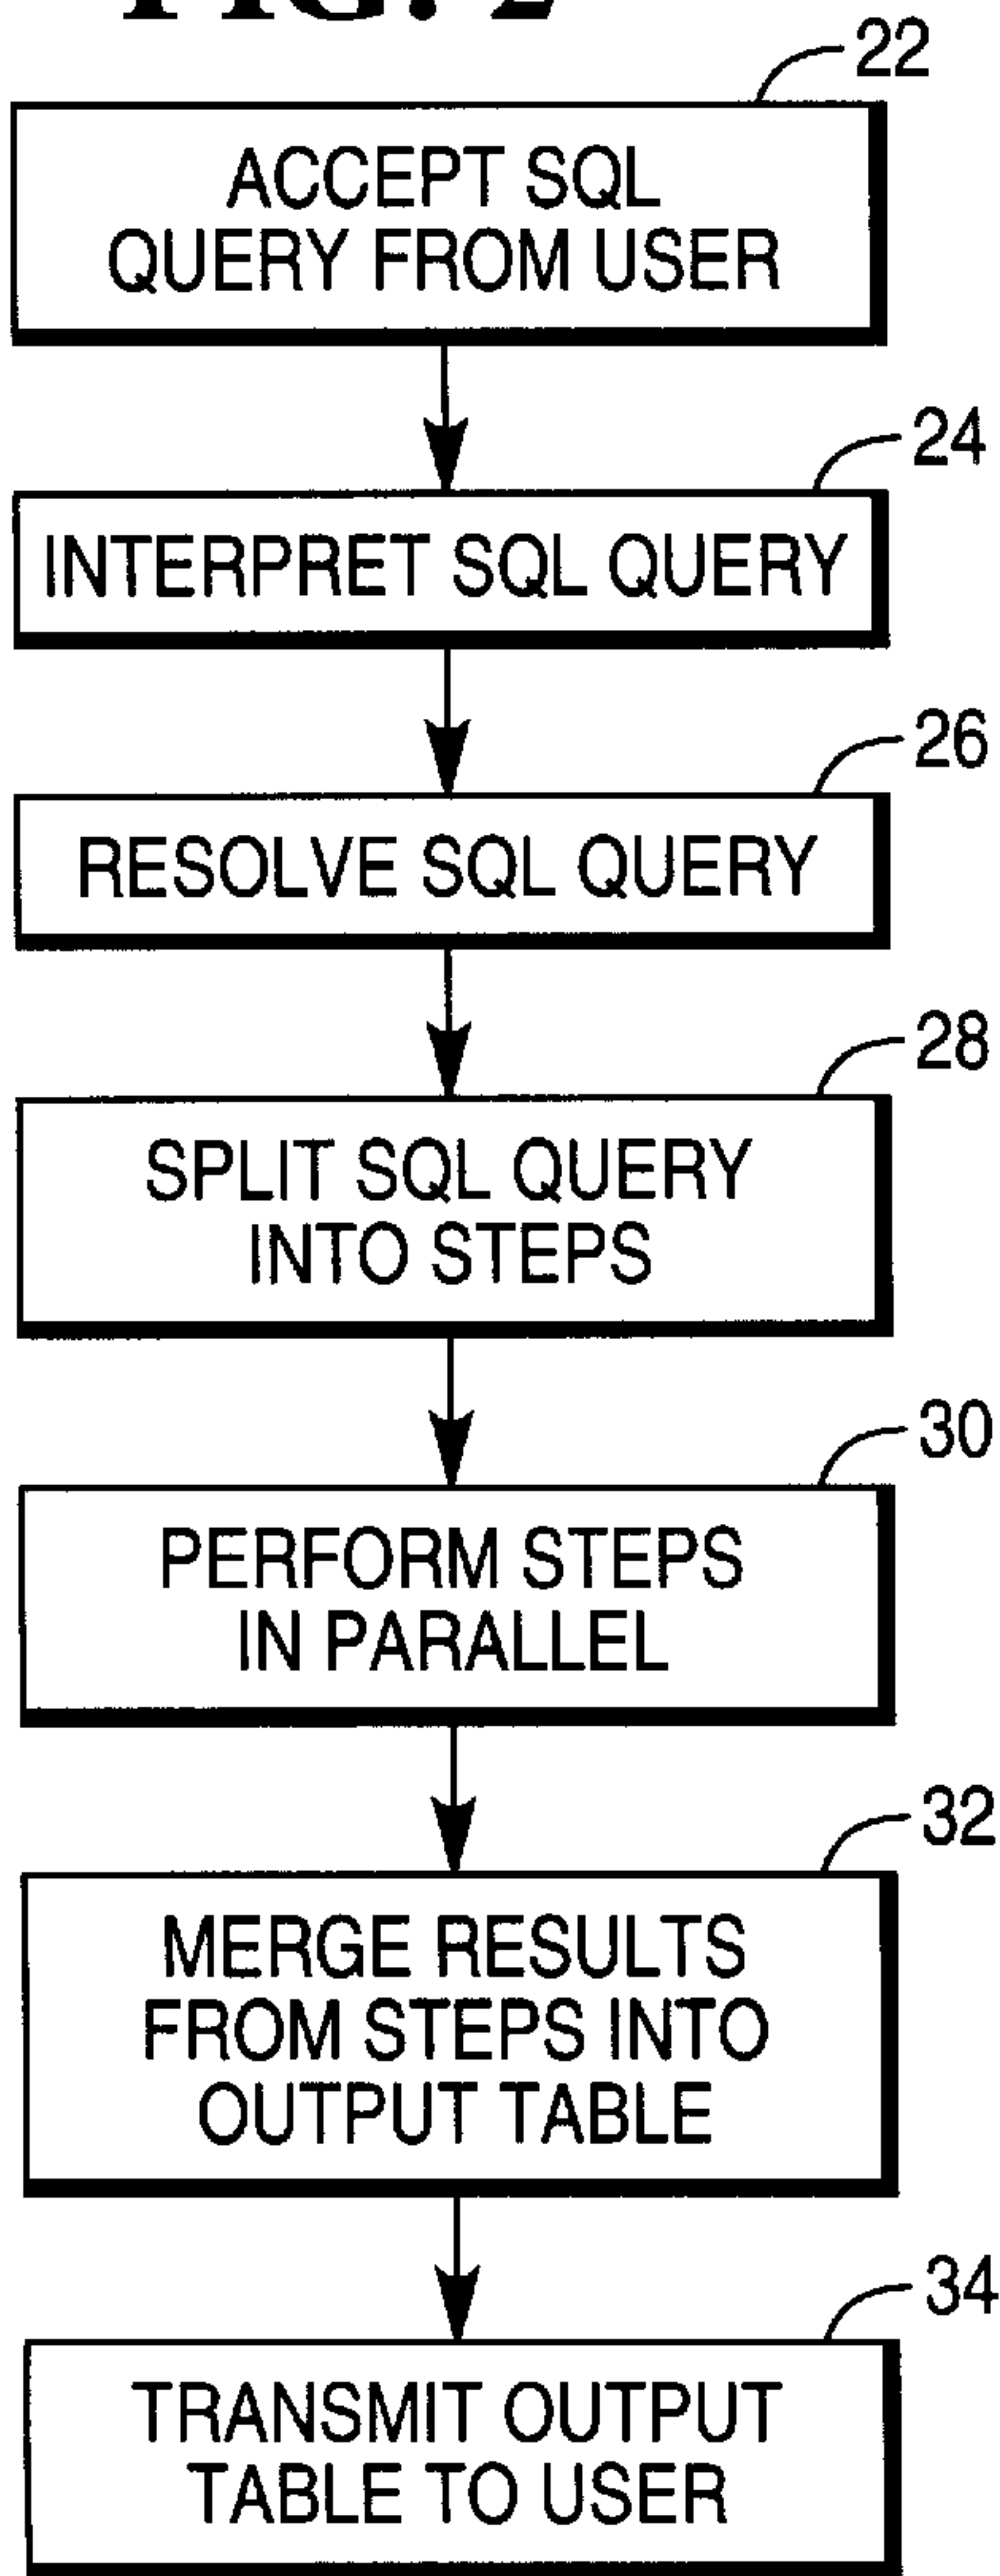 FIG. 2
22
ACCEPT SQL
QUERY FROM USER
24
INTERPRET SQL QUERY
26
RESOLVE SQL QUERY
28
SPLIT SQL QUERY
INTO STEPS
30
PERFORM STEPS
IN PARALLEL
32
MERGE RESULTS
FROM STEPS INTO
OUTPUT TABLE
34
TRANSMIT OUTPUT
TABLE TO USER